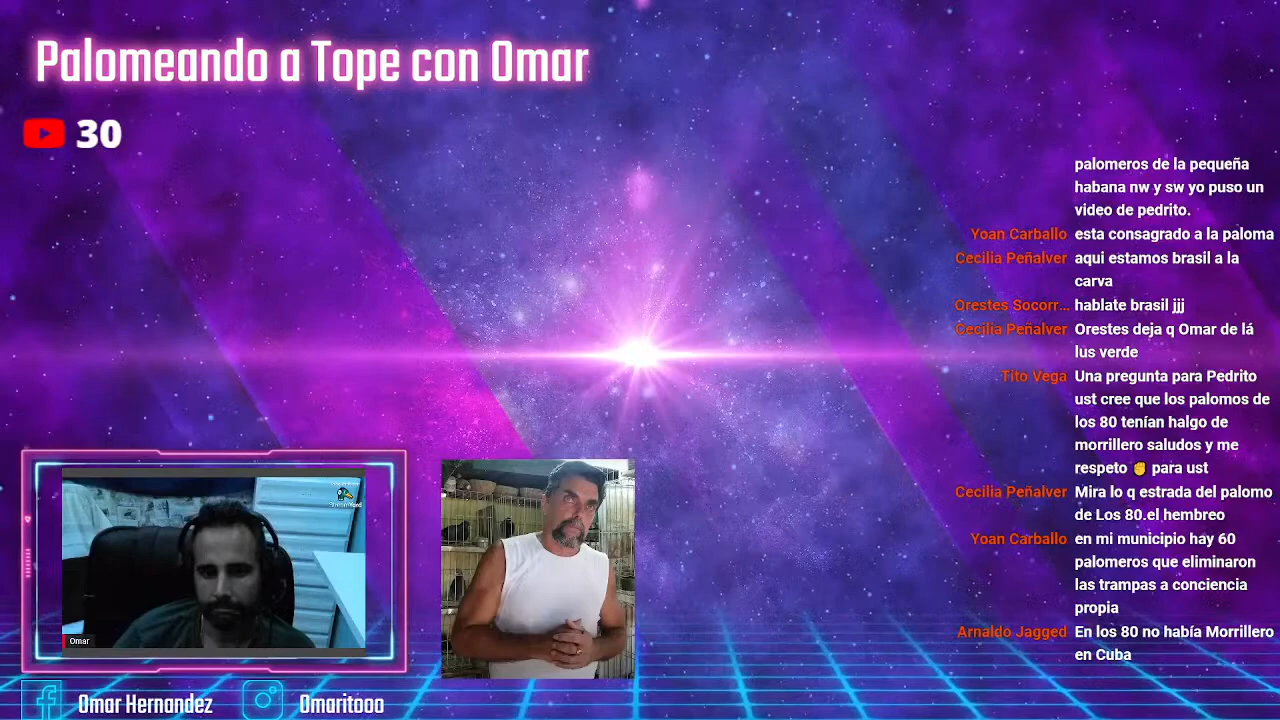 Palomeando a Tope con Omar
30
palomeros de la pequeña
habana nw y sw yo puso un
video de pedrito.
Yoan Carballo esta consagrado a la paloma
Cecilia Peñalver aqui estamos brasil a la
carva
Orestes Socorr... hablate brasil jjj
Cecilia Peñalver Orestes deja q Omar de lá
lus verde
Tito Vega Una pregunta para Pedrito
ust cree que los palomos de
los 80 tenían halgo de
morrillero saludos y me
respeto ✊ para ust
Cecilia Peñalver Mira lo q estrada del palomo
de Los 80.el hembreo
Yoan Carballo en mi municipio hay 60
palomeros que eliminaron
las trampas a conciencia
propia
Arnaldo Jagged En los 80 no había Morrillero
en Cuba
StreamYard
Omar
Omar Hernandez
Omaritooo